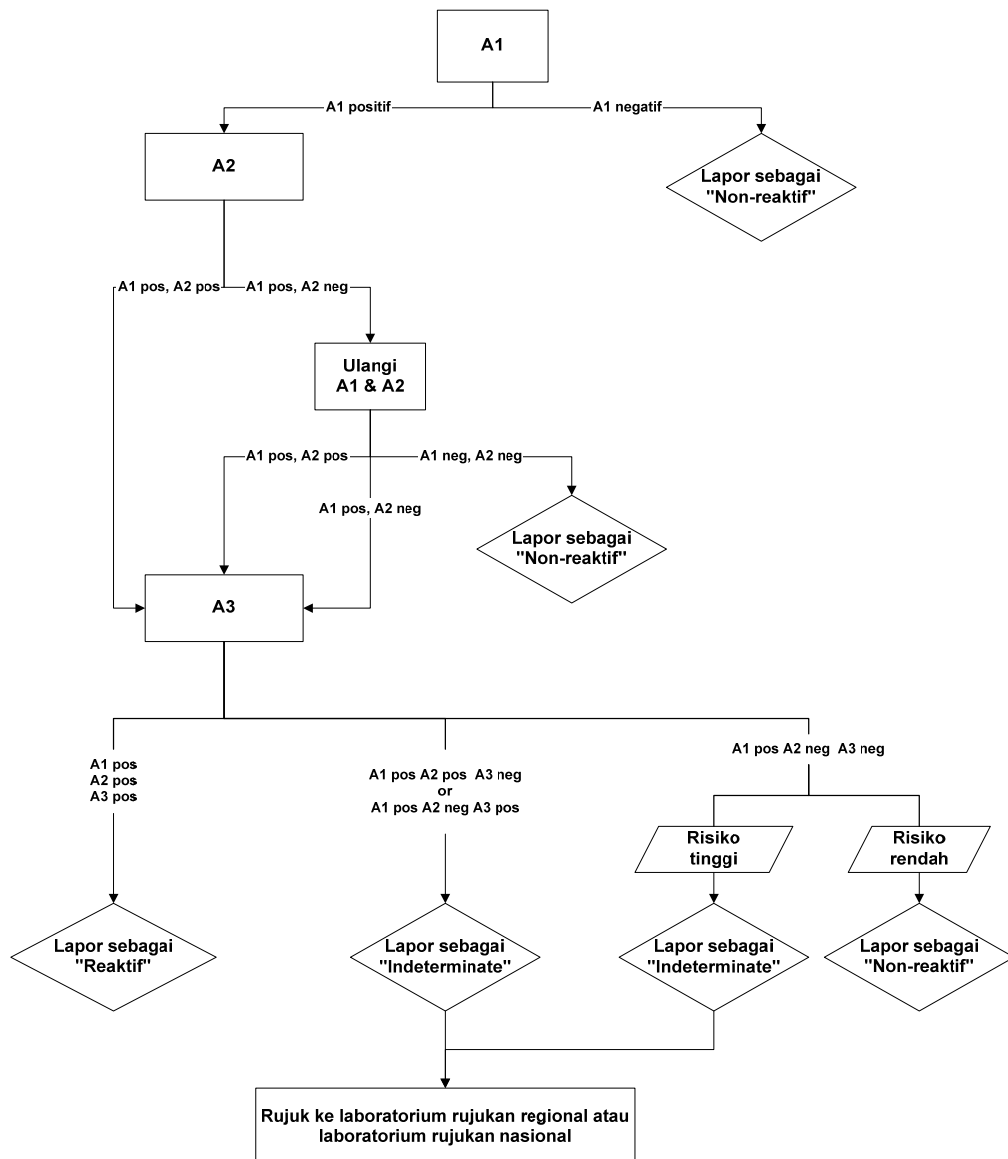 A1
A1 positif
A1 negatif
A2
Lapor sebagai
"Non-reaktif"
A1 pos, A2 pos
A1 pos, A2 neg
Ulangi
A1 & A2
A1 pos, A2 pos
A1 neg, A2 neg
A1 pos, A2 neg
Lapor sebagai
"Non-reaktif"
A3
A1 pos
A2 pos
A3 pos
A1 pos A2 pos A3 neg
or
A1 pos A2 neg A3 pos
A1 pos A2 neg A3 neg
Risiko
tinggi
Risiko
rendah
Lapor sebagai
"Reaktif"
Lapor sebagai
"Indeterminate"
Lapor sebagai
"Indeterminate"
Lapor sebagai
"Non-reaktif"
Rujuk ke laboratorium rujukan regional atau
laboratorium rujukan nasional